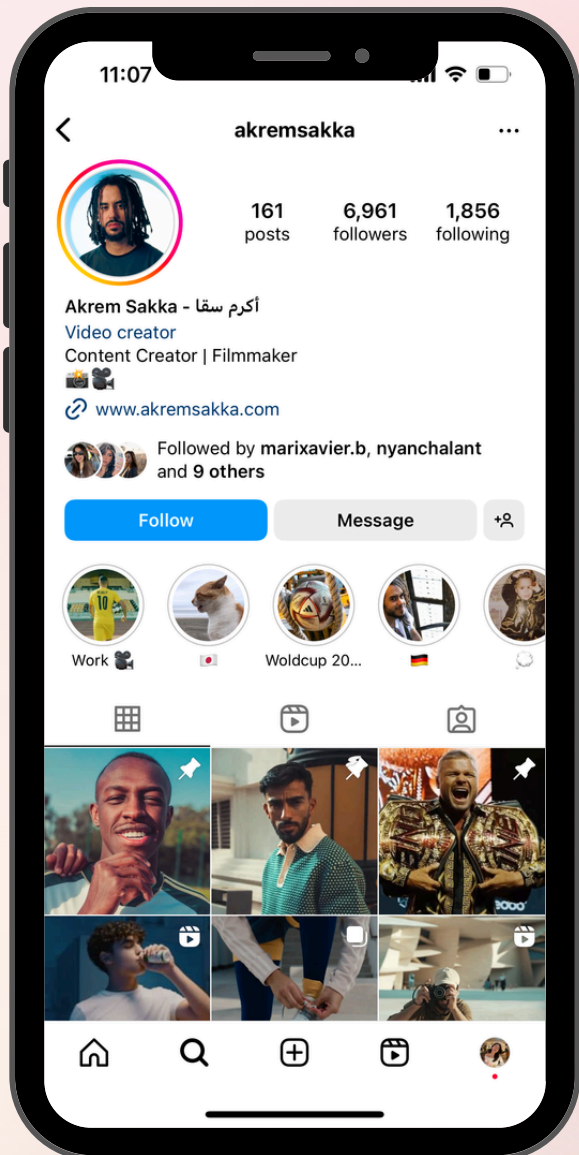 11:07
akremsakka
161 6,961 1,856
posts followers following
Akrem Sakka - أكرم سقا
Video creator
Content Creator | Filmmaker
www.akremsakka.com
Followed by marixavier.b, nyanchalant
and 9 others
Follow Message
10
Work Woldcup 20...